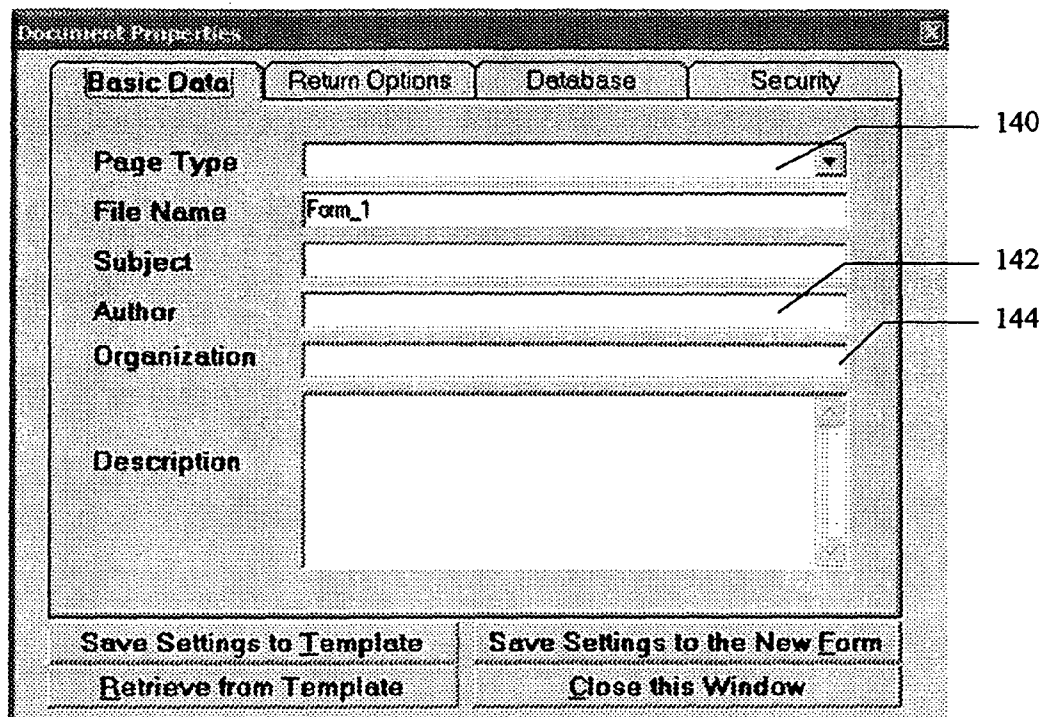 Document Properties
Basic Data Return Options Database Security
140
Page Type
File Name Form_1
Subject
142
Author
144
Organization
Description
Save Settings to Template Save Settings to the New Form
Retrieve from Template Close this Window